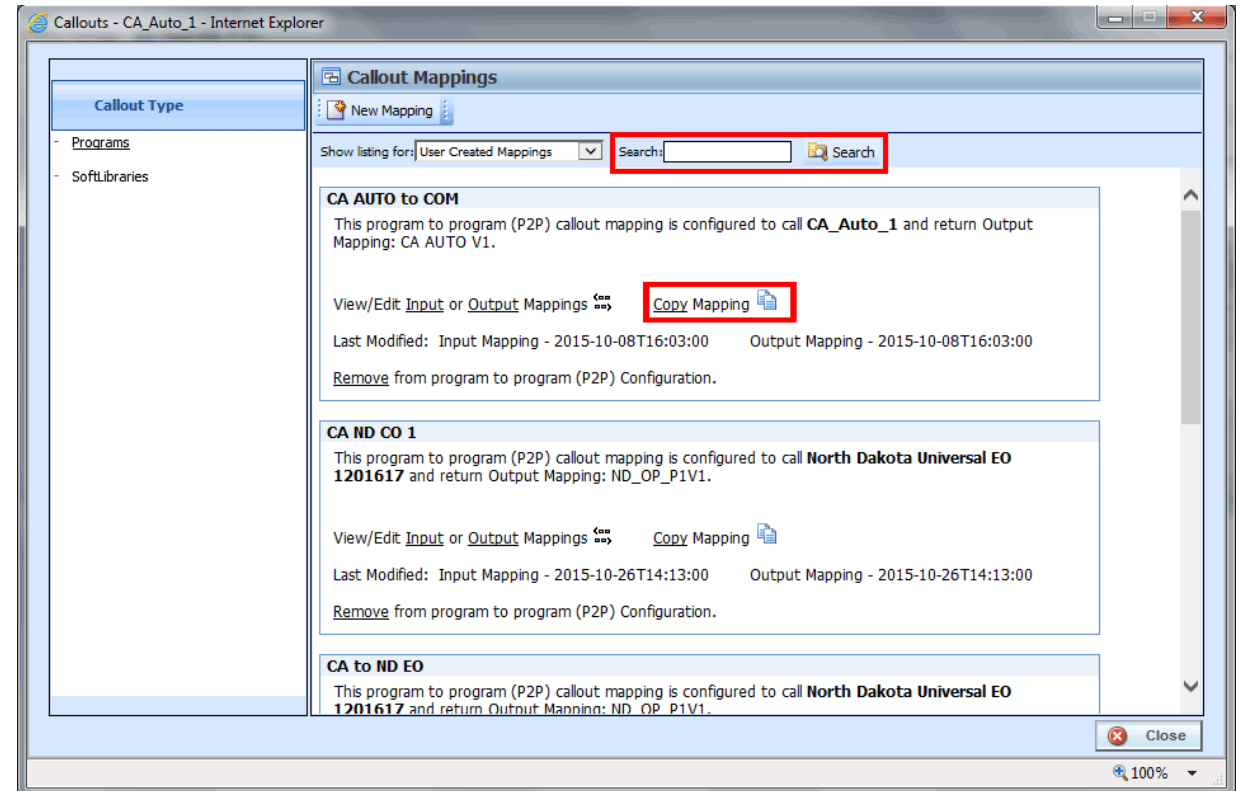 Callouts - CA_Auto_1 - Internet Explorer
Callout Type
- Programs
- SoftLibraries
Callout Mappings
New Mapping
Show listing for: User Created Mappings Search: Search
CA AUTO to COM
This program to program (P2P) callout mapping is configured to call CA_Auto_1 and return Output
Mapping: CA AUTO V1.
View/Edit Input or Output Mappings Copy Mapping
Last Modified: Input Mapping - 2015-10-08T16:03:00 Output Mapping - 2015-10-08T16:03:00
Remove from program to program (P2P) Configuration.
CA ND CO 1
This program to program (P2P) callout mapping is configured to call North Dakota Universal EO
1201617 and return Output Mapping: ND_OP_P1V1.
View/Edit Input or Output Mappings Copy Mapping
Last Modified: Input Mapping - 2015-10-26T14:13:00 Output Mapping - 2015-10-26T14:13:00
Remove from program to program (P2P) Configuration.
CA to ND EO
This program to program (P2P) callout mapping is configured to call North Dakota Universal EO
1201617 and return Output Mapping: ND_OP_P1V1.
Close
100%